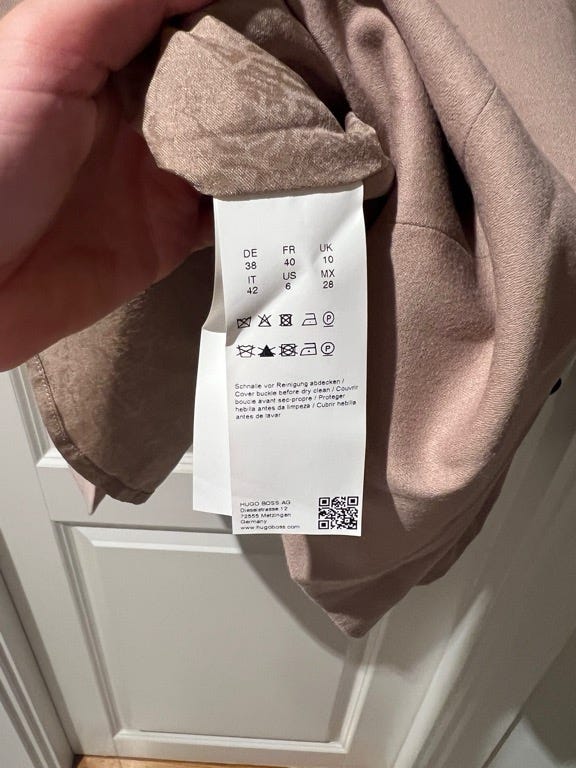 DE FR UK
38 40 10
IT US MX
42 6 28
P
P
Schnalle vor Reinigung abdecken /
Cover buckle before dry clean / Couvrir
boucle avant sec-propre / Proteger
hebilla antes da limpeza / Cubrir hebilla
antes de lavar
HUGO BOSS AG
Dieselstrasse 12
72555 Metzingen
Germany
www.hugoboss.com